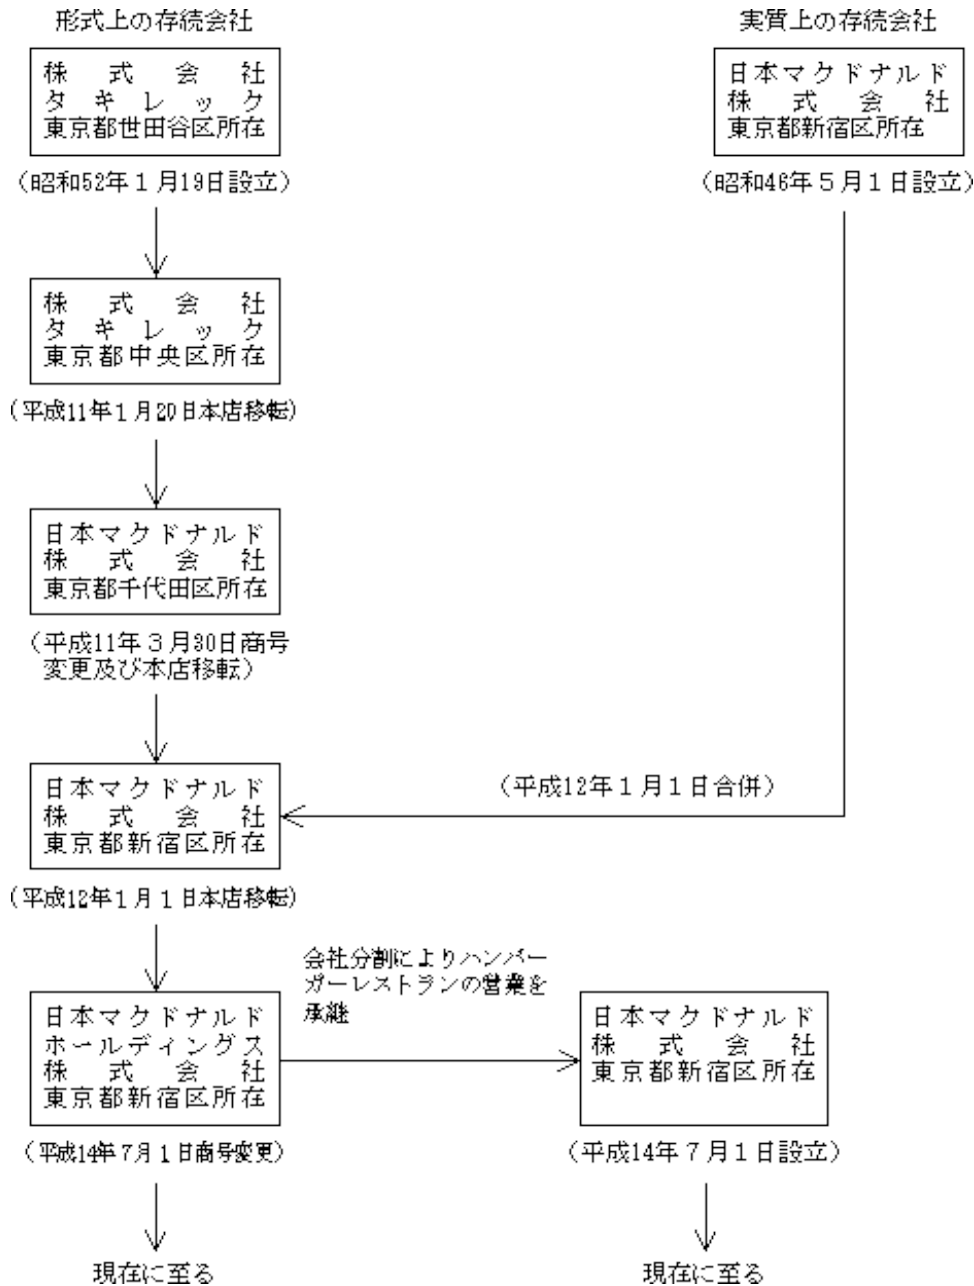 形式上の存続会社
実質上の存続会社
株式会社
タキレック
東京都世田谷区所在
日本マクドナルド
株式会社
東京都新宿区所在
（昭和52年１月19日設立）
（昭和46年５月１日設立）
株式会社
タキレック
東京都中央区所在
（平成11年１月20日本店移転）
日本マクドナルド
株式会社
東京都千代田区所在
（平成11年３月30日商号
変更及び本店移転）
（平成12年１月１日合併）
日本マクドナルド
株式会社
東京都新宿区所在
（平成12年１月１日本店移転）
会社分割によりハンバー
ガーレストランの営業を
承継
日本マクドナルド
ホールディングス
株式会社
東京都新宿区所在
日本マクドナルド
株式会社
東京都新宿区所在
（平成14年７月１日商号変更）
（平成14年７月１日設立）
現在に至る
現在に至る